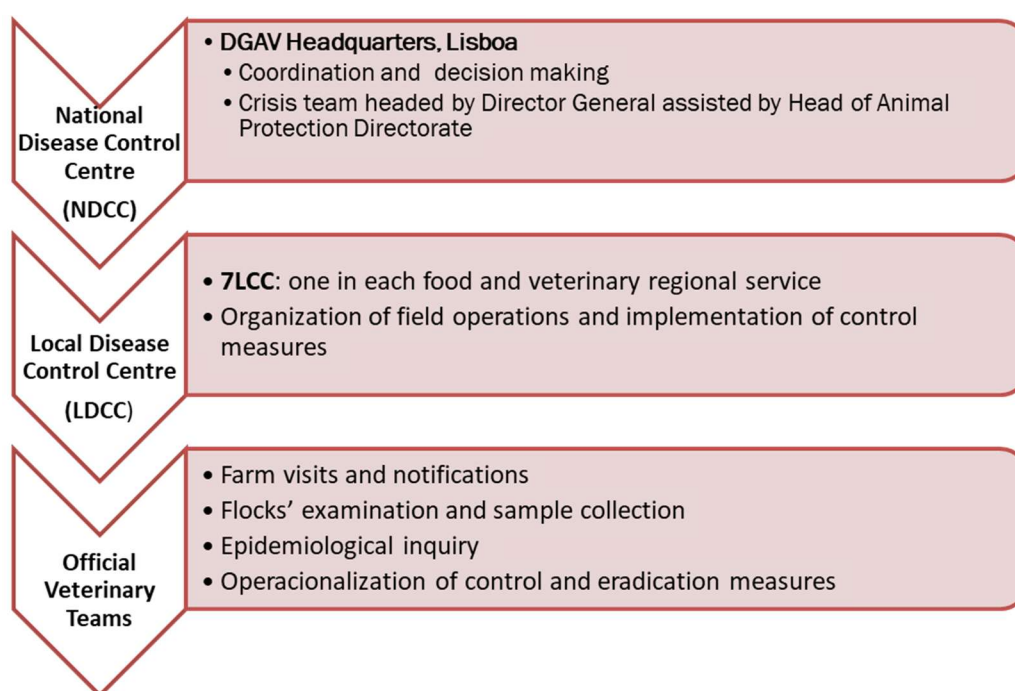 National
Disease Control
Centre
(NDCC)
• DGAV Headquarters, Lisboa
• Coordination and decision making
• Crisis team headed by Director General assisted by Head of Animal
Protection Directorate
Local Disease
Control Centre
(LDCC)
• 7LCC: one in each food and veterinary regional service
• Organization of field operations and implementation of control
measures
Official
Veterinary
Teams
• Farm visits and notifications
• Flocks’ examination and sample collection
• Epidemiological inquiry
• Operacionalization of control and eradication measures